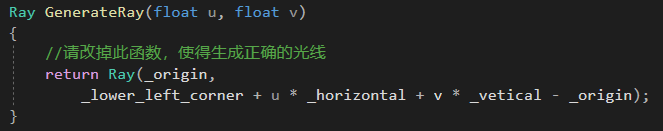 Ray GenerateRay(float u, float v)
{
//请改掉此函数，使得生成正确的光线
return Ray(_origin,
_lower_left_corner + u * _horizontal + v * _vetical - _origin);
}